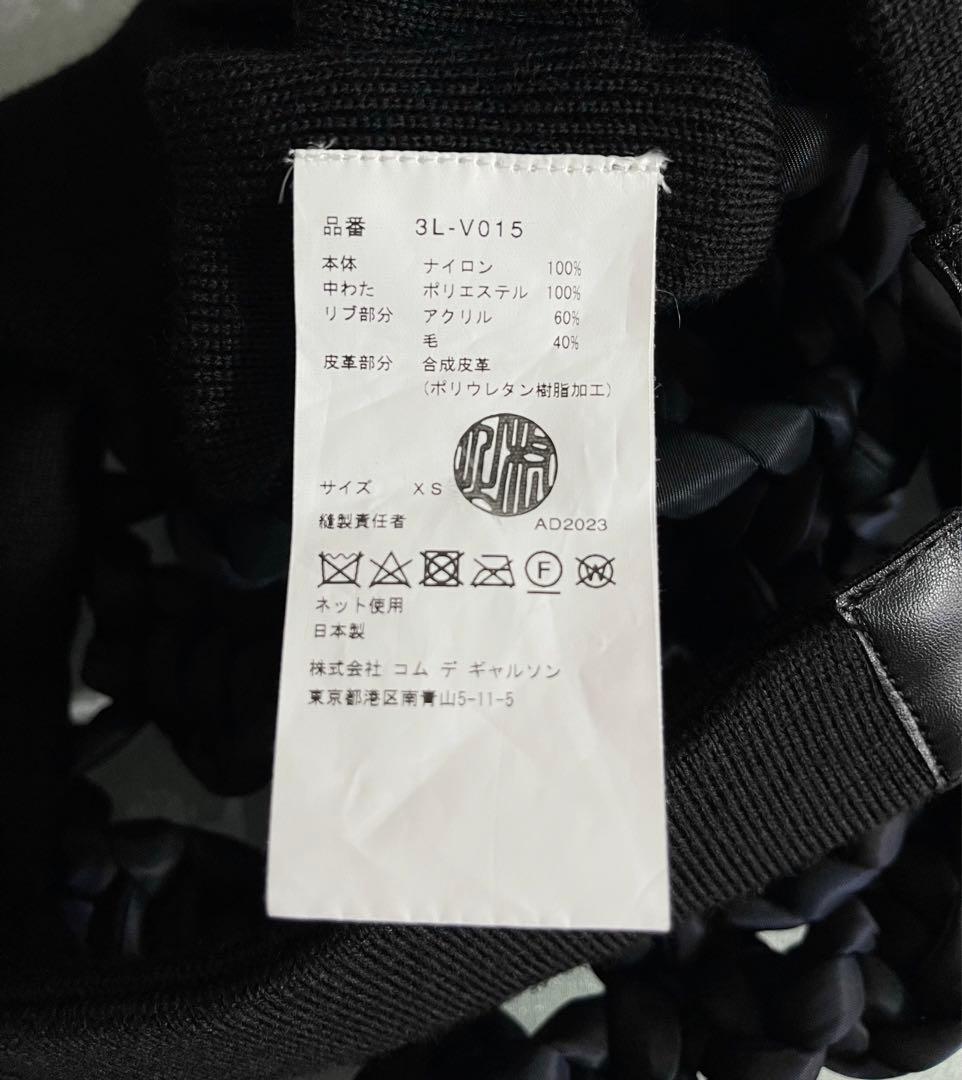 品番 3L-V015
本体 ナイロン 100%
中わた ポリエステル 100%
リブ部分 アクリル 60%
毛 40%
皮革部分 合成皮革
(ポリウレタン樹脂加工)
サイズ XS
縫製責任者 AD2023
F W
ネット使用
日本製
株式会社 コム デ ギャルソン
東京都港区南青山5-11-5